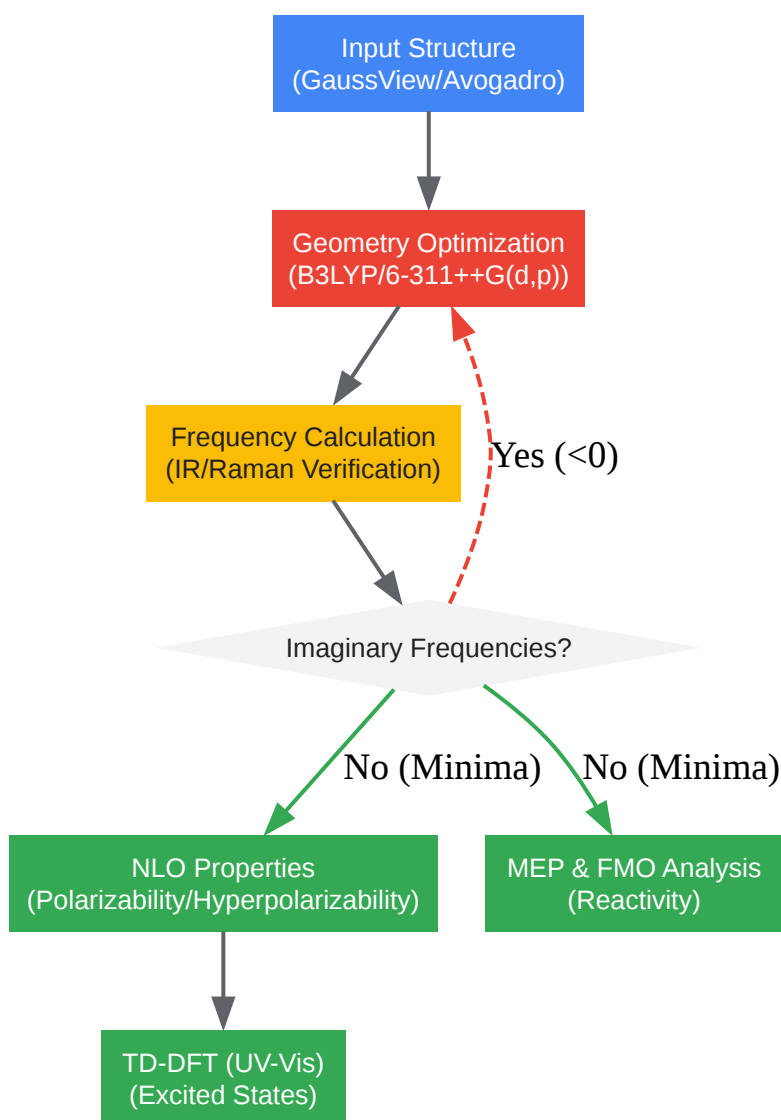 Input Structure
(GaussView/Avogadro)
Geometry Optimization
(B3LYP/6-311++G(d,p))
Frequency Calculation
(IR/Raman Verification)
Yes (<0)
Imaginary Frequencies?
No (Minima)
No (Minima)
NLO Properties
(Polarizability/Hyperpolarizability)
MEP & FMO Analysis
(Reactivity)
TD-DFT (UV-Vis)
(Excited States)